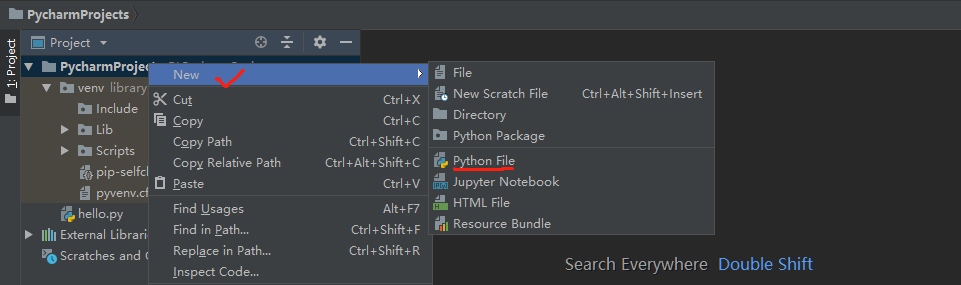 PycharmProjects
Project
1: Project
PycharmProjec
venv library
Include
Lib
Scripts
pip-selfc
pyvenv.cf
hello.py
External Librari
Scratches and C
New
Cut Ctrl+X
Copy Ctrl+C
Copy Path Ctrl+Shift+C
Copy Relative Path Ctrl+Alt+Shift+C
Paste Ctrl+V
Find Usages Alt+F7
Find in Path... Ctrl+Shift+F
Replace in Path... Ctrl+Shift+R
Inspect Code...
File
New Scratch File Ctrl+Alt+Shift+Insert
Directory
Python Package
Python File
Jupyter Notebook
HTML File
Resource Bundle
Search Everywhere Double Shift